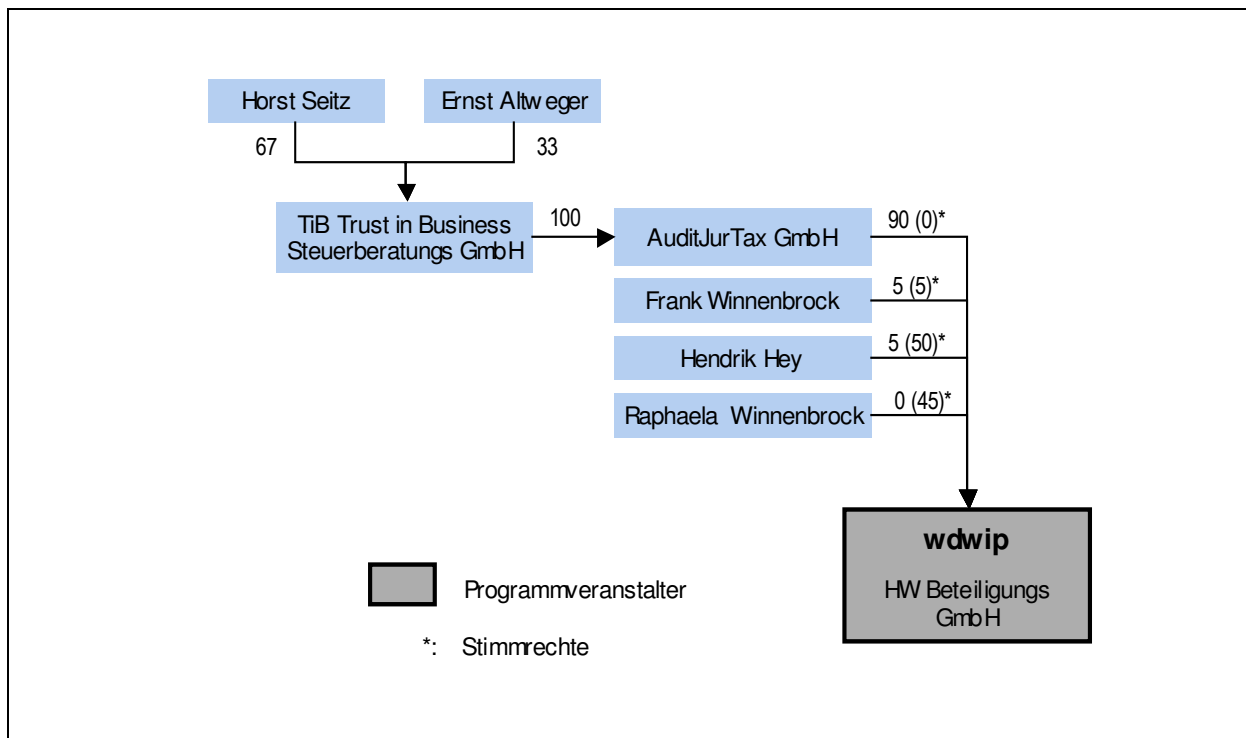 Horst Seitz
Ernst Altweger
67
33
TiB Trust in Business
Steuerberatungs GmbH
100
AuditJurTax GmbH
90 (0)*
Frank Winnenbrock
5 (5)*
Hendrik Hey
5 (50)*
Raphaela Winnenbrock
0 (45)*
wdwip
HW Beteiligungs
GmbH
Programmveranstalter
*: Stimmrechte